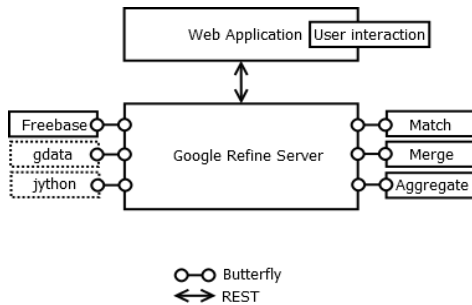 Web Application
User interaction
Freebase
gdata
jython
Google Refine Server
Match
Merge
Aggregate
Butterfly
REST